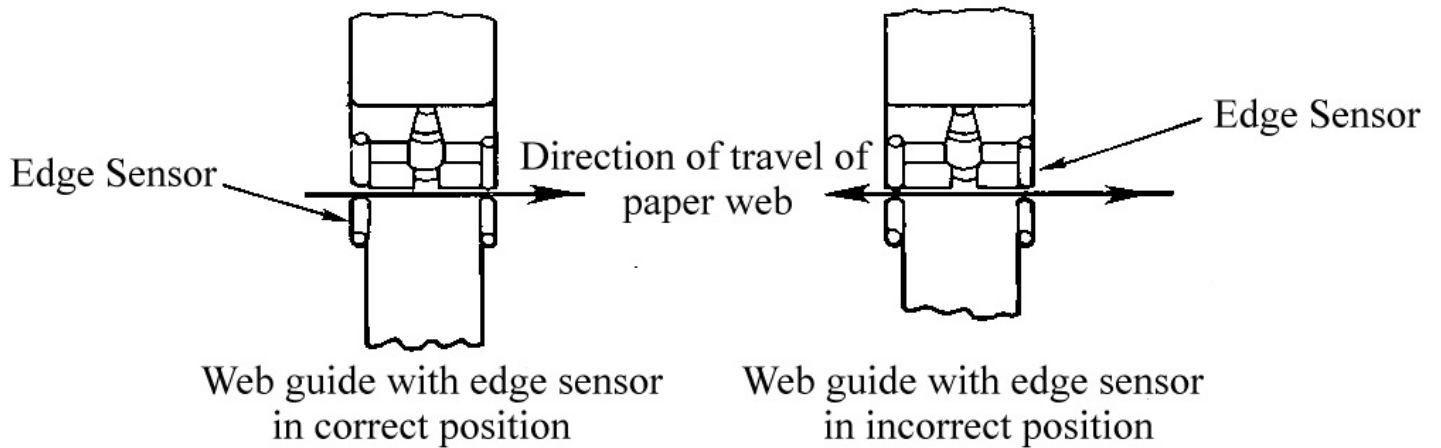 Edge Sensor
Direction of travel of
paper web
Edge Sensor
Web guide with edge sensor
in correct position
Web guide with edge sensor
in incorrect position